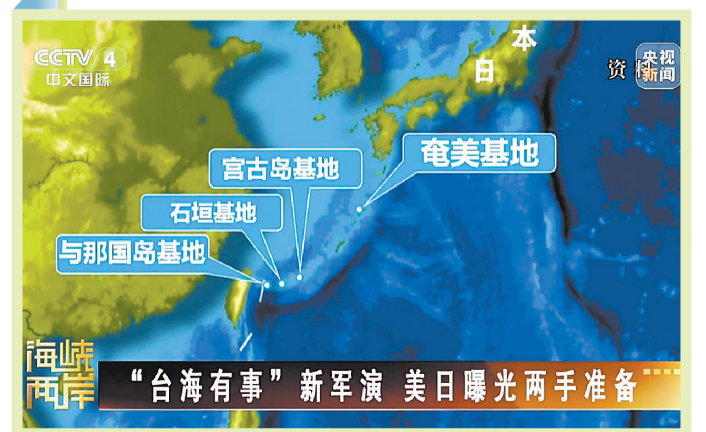 CCTV 4
中文国际
日本
资料
央视
新闻
奄美基地
宫古岛基地
石垣基地
与那国岛基地
海峡
两岸
“台海有事”新军演 美日曝光两手准备